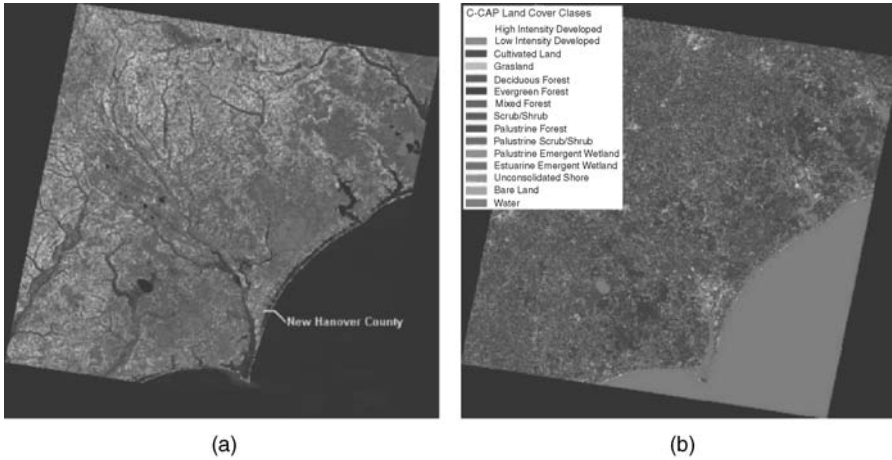 New Hanover County
C-CAP Land Cover Clases
High Intensity Developed
Low Intensity Developed
Cultivated Land
Grasland
Deciduous Forest
Evergreen Forest
Mixed Forest
Scrub/Shrub
Palustrine Forest
Palustrine Scrub/Shrub
Palustrine Emergent Wetland
Estuarine Emergent Wetland
Unconsolidated Shore
Bare Land
Water
(a)
(b)